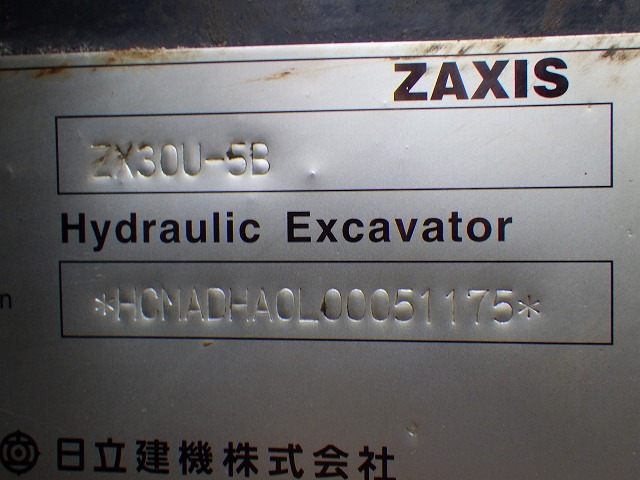 ZAXIS
ZX30U-5B
Hydraulic Excavator
n
*HCMADHA0L00051175*
日立建機株式会社